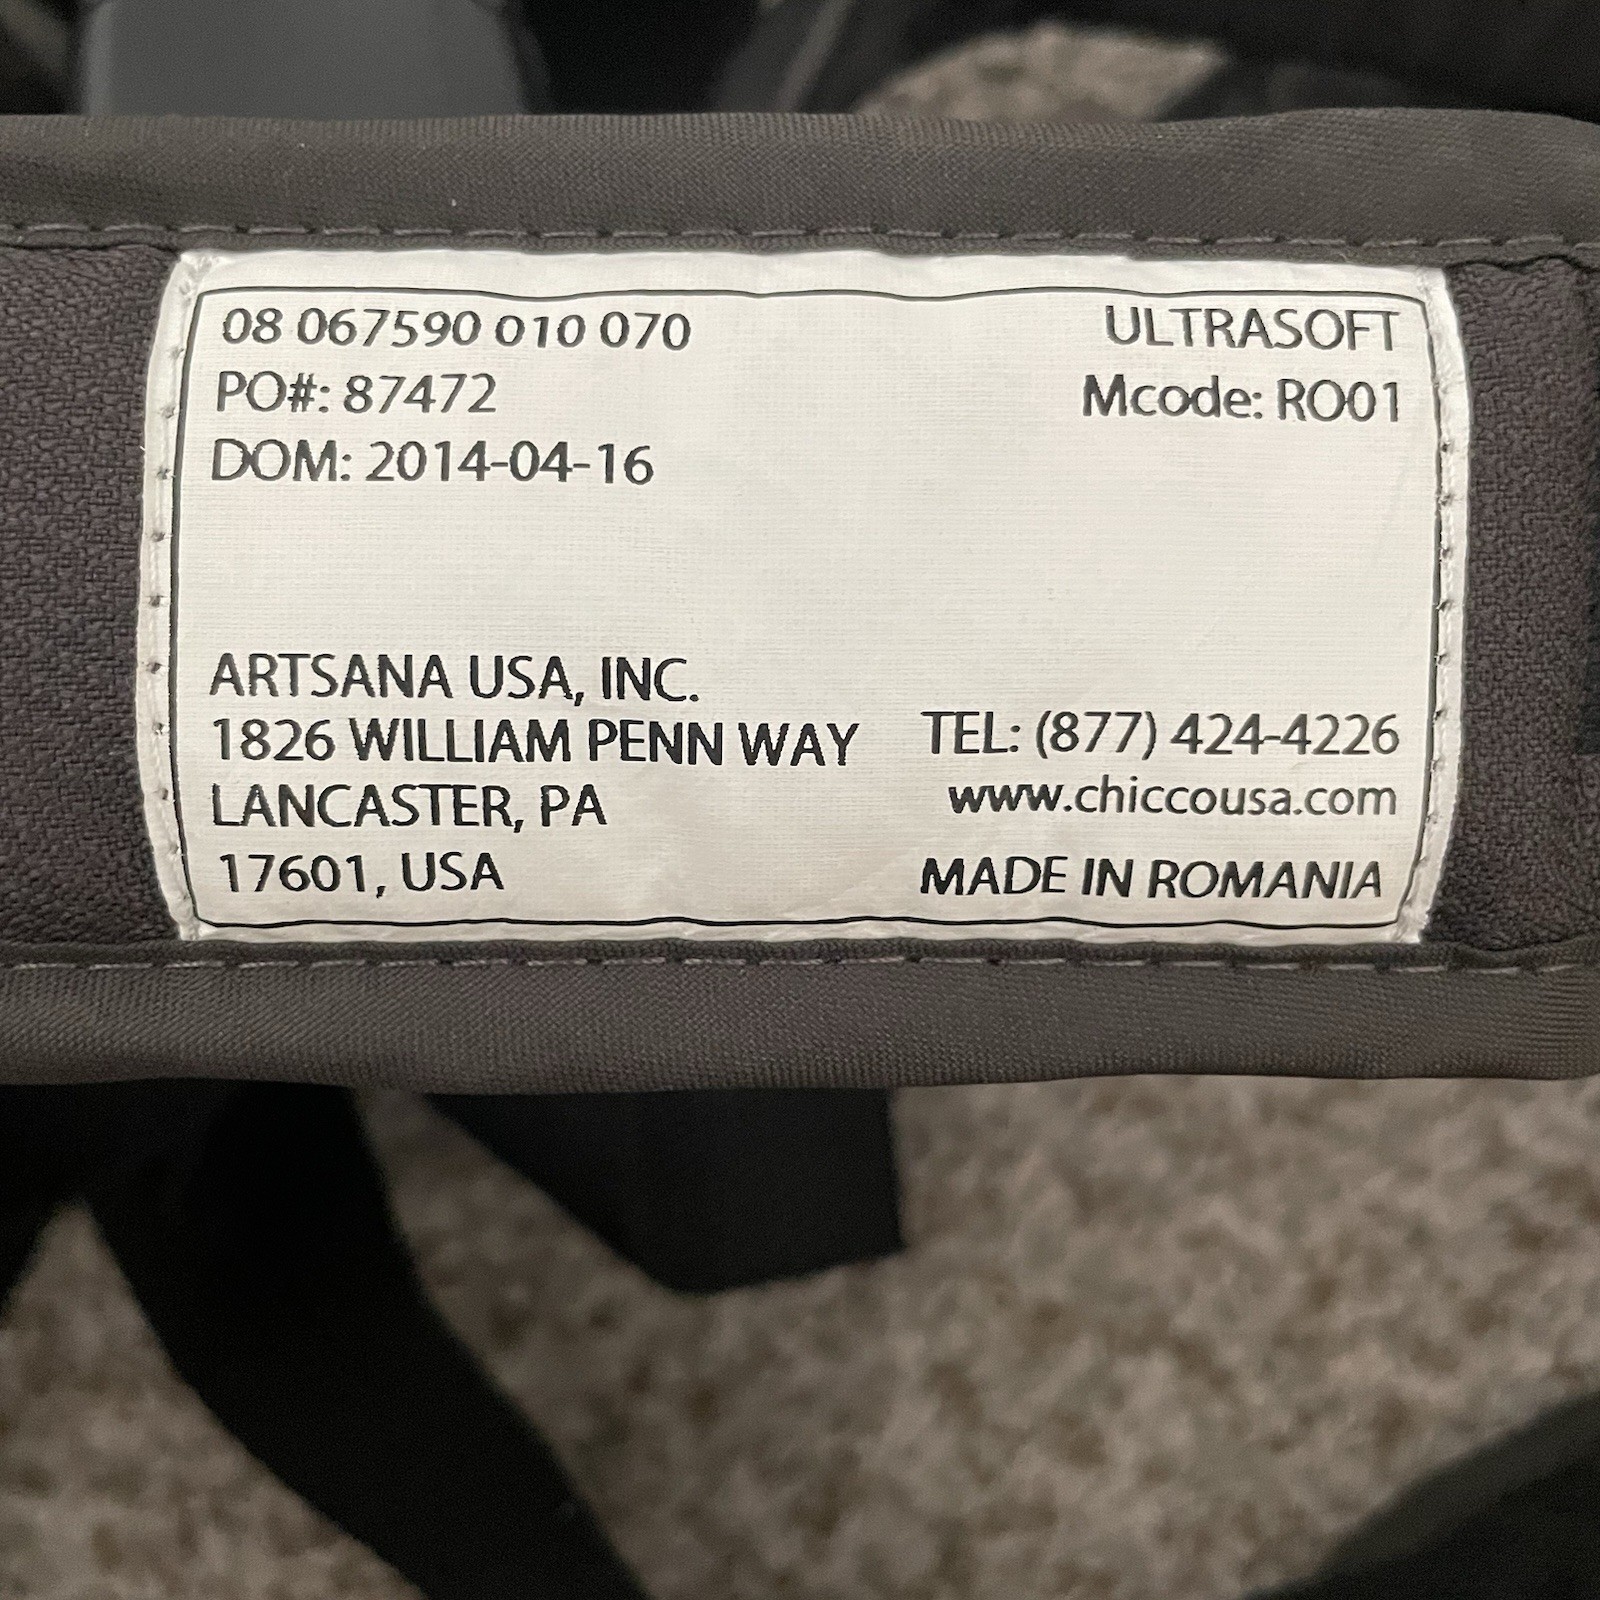 08 067590 010 070
ULTRASOFT
PO#: 87472
Mcode: RO01
DOM: 2014-04-16
ARTSANA USA, INC.
1826 WILLIAM PENN WAY
LANCASTER, PA
17601, USA
TEL: (877) 424-4226
www.chiccousa.com
MADE IN ROMANIA